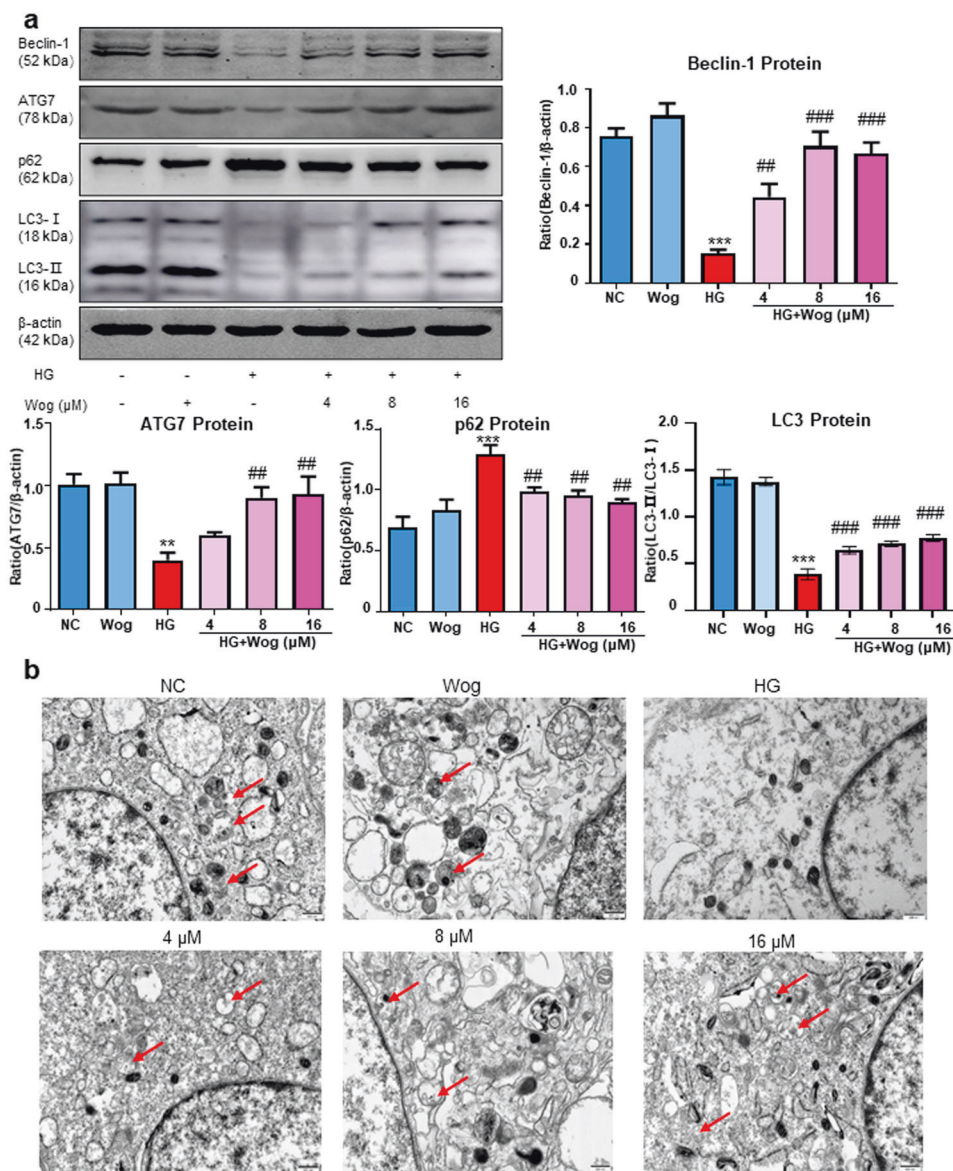 a
Beclin-1
(52 kDa)
ATG7
(78 kDa)
p62
(62 kDa)
LC3-Ⅰ
(18 kDa)
LC3-Ⅱ
(16 kDa)
β-actin
(42 kDa)
HG - - + + + +
Wog (μM) - + - 4 8 16
Beclin-1 Protein
Ratio(Beclin-1/β-actin)
1.0
0.8
0.6
0.4
0.2
0
*** ## ### ###
NC Wog HG 4 8 16
HG+Wog (μM)
ATG7 Protein
Ratio(ATG7/β-actin)
1.5
1.0
0.5
0
** ## ##
NC Wog HG 4 8 16
HG+Wog (μM)
p62 Protein
Ratio(p62/β-actin)
1.5
1.0
0.5
0
*** ## ## ##
NC Wog HG 4 8 16
HG+Wog (μM)
LC3 Protein
Ratio(LC3-Ⅱ/LC3-Ⅰ)
2.0
1.5
1.0
0.5
0
*** ### ### ###
NC Wog HG 4 8 16
HG+Wog (μM)
b
NC Wog HG
4 μM 8 μM 16 μM